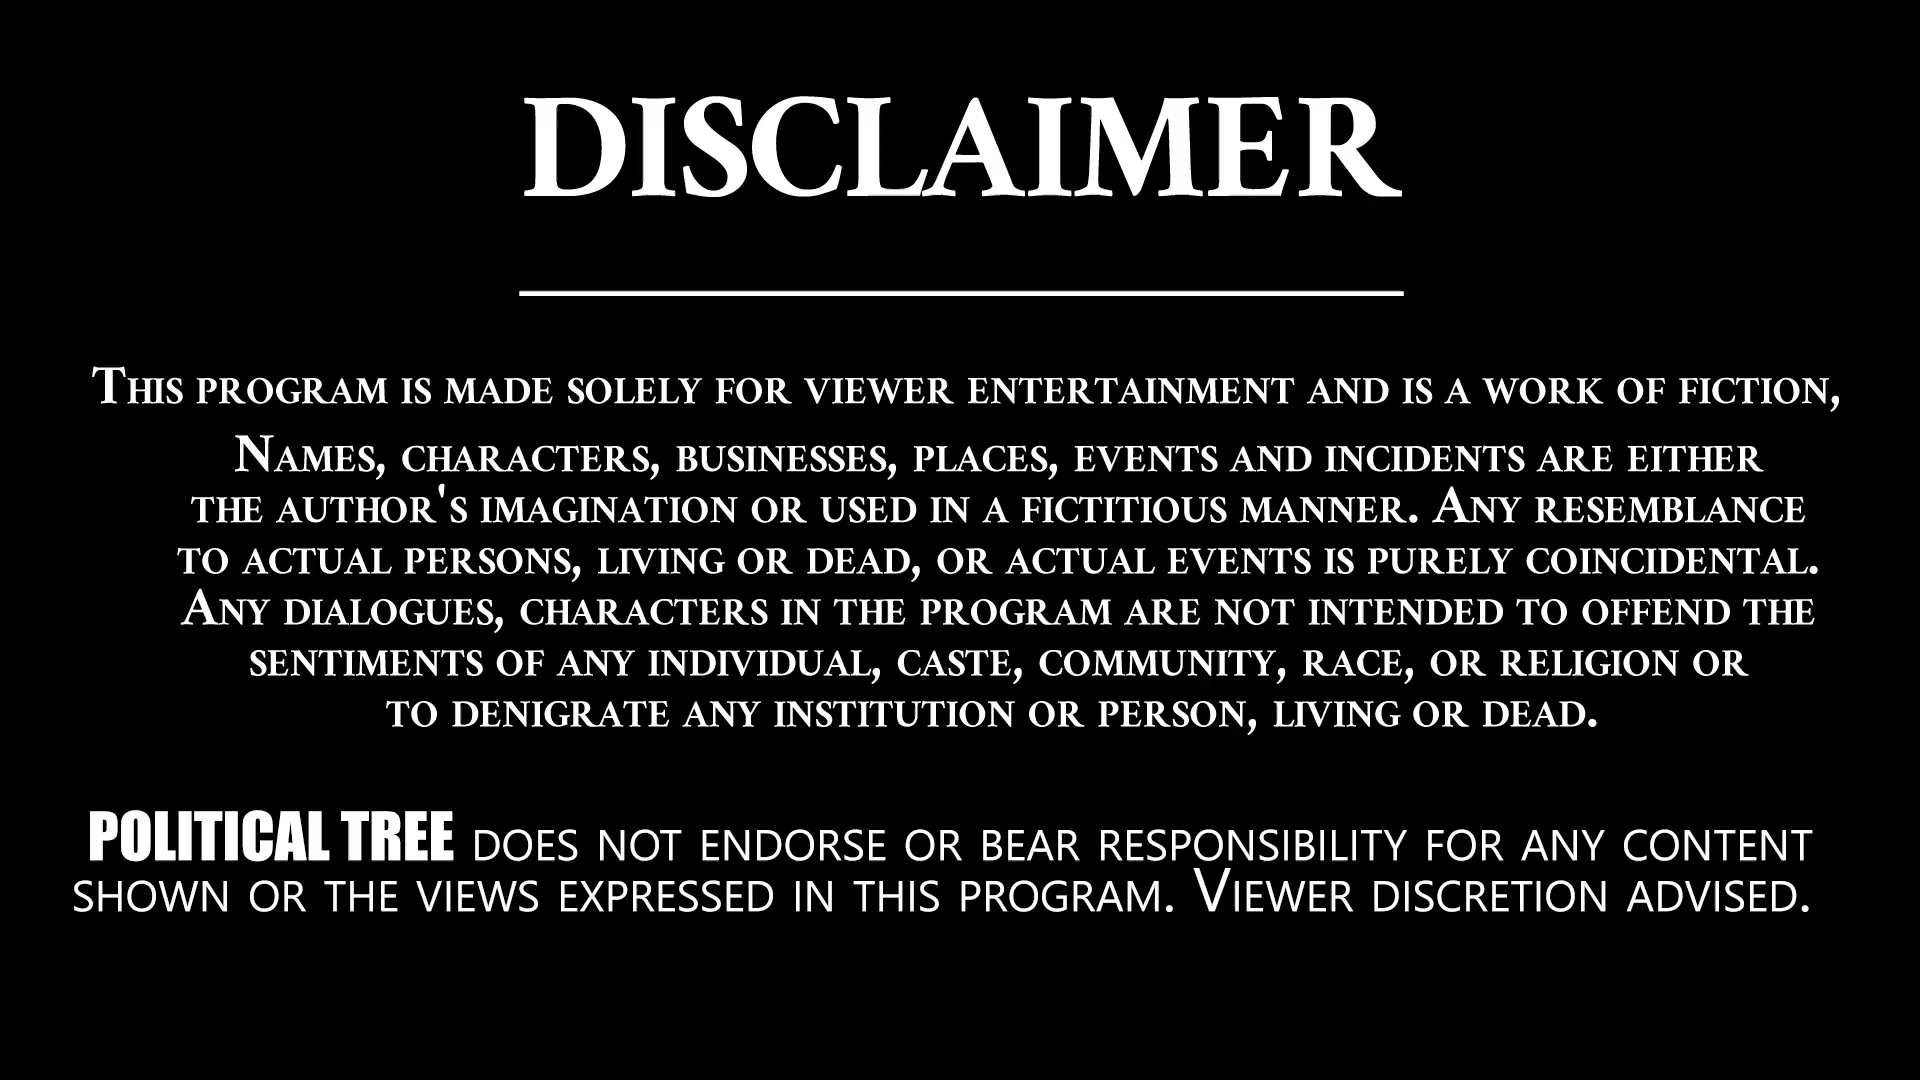 DISCLAIMER
This program is made solely for viewer entertainment and is a work of fiction,
Names, characters, businesses, places, events and incidents are either
the author's imagination or used in a fictitious manner. Any resemblance
to actual persons, living or dead, or actual events is purely coincidental.
Any dialogues, characters in the program are not intended to offend the
sentiments of any individual, caste, community, race, or religion or
to denigrate any institution or person, living or dead.
POLITICAL TREE does not endorse or bear responsibility for any content
shown or the views expressed in this program. Viewer discretion advised.